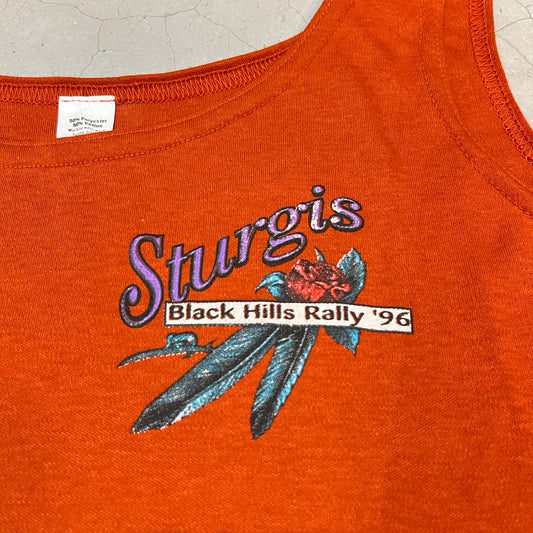 50% Polyester
50% Cotton
Sturgis
Black Hills Rally '96